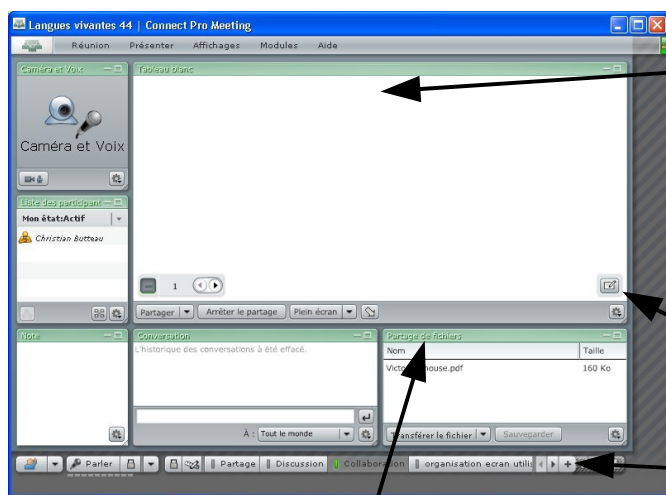 Langues vivantes 44 | Connect Pro Meeting
Réunion Présenter Affichages Modules Aide
Caméra et Voix
Tableau blanc
Caméra et Voix
Liste des participant
Mon état:Actif
Christian Butteau
1
Partager Arrêter le partage Plein écran
Note
Conversation
L'historique des conversations à été effacé.
À : Tout le monde
Partage de fichiers
Nom Taille
house.pdf 160 Ko
Transférer le fichier Sauvegarder
Parler Partage Discussion Collaboration organisation ecran utilis